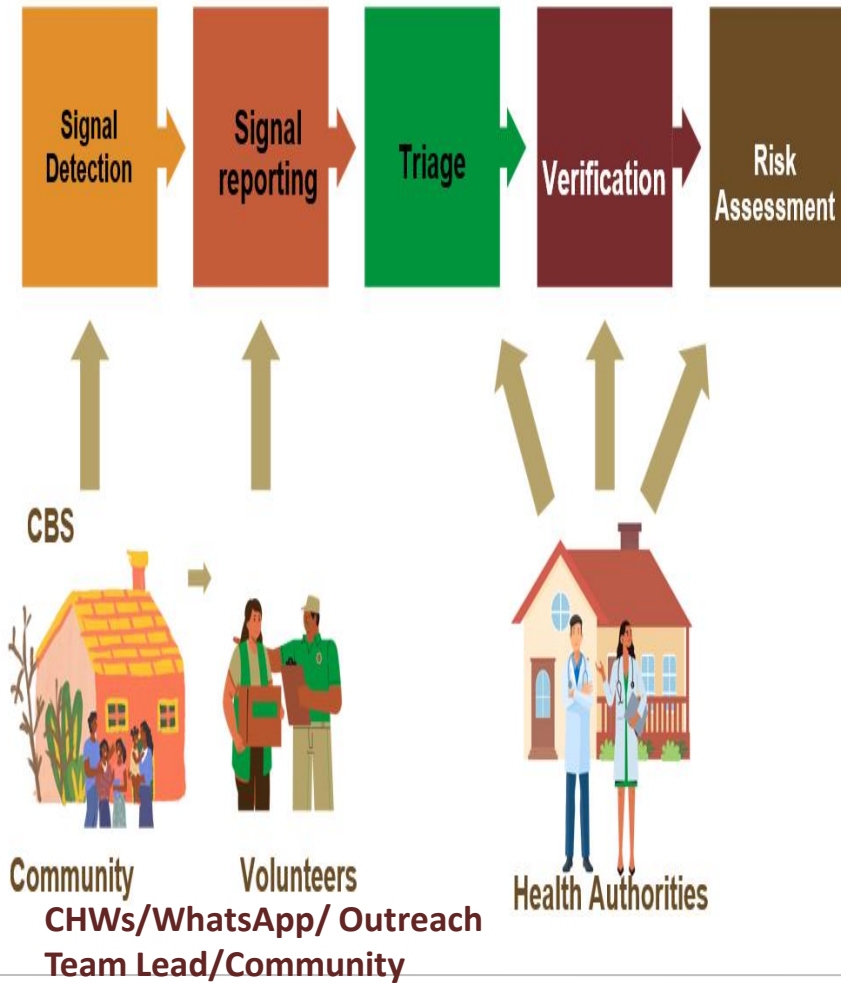 Signal
Detection
Signal
reporting
Triage
Verification
Risk
Assessment
CBS
Community
Volunteers
Health Authorities
CHWs/WhatsApp/ Outreach
Team Lead/Community